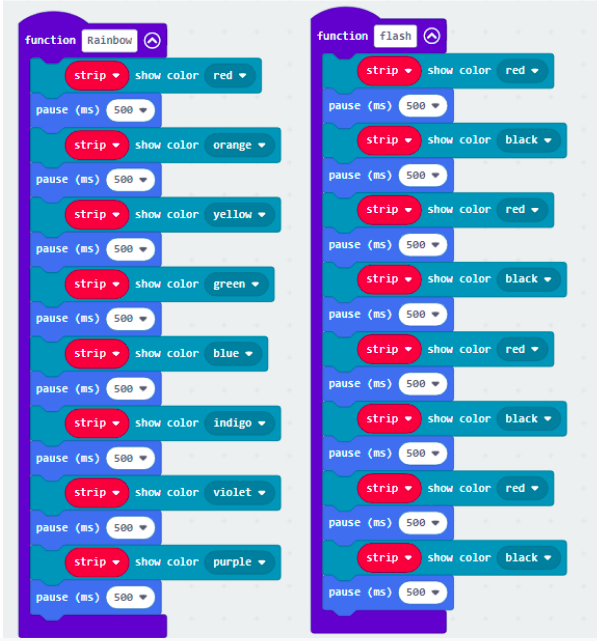 function Rainbow
strip show color red
pause (ms) 500
strip show color orange
pause (ms) 500
strip show color yellow
pause (ms) 500
strip show color green
pause (ms) 500
strip show color blue
pause (ms) 500
strip show color indigo
pause (ms) 500
strip show color violet
pause (ms) 500
strip show color purple
pause (ms) 500
function flash
strip show color red
pause (ms) 500
strip show color black
pause (ms) 500
strip show color red
pause (ms) 500
strip show color black
pause (ms) 500
strip show color red
pause (ms) 500
strip show color black
pause (ms) 500
strip show color red
pause (ms) 500
strip show color black
pause (ms) 500